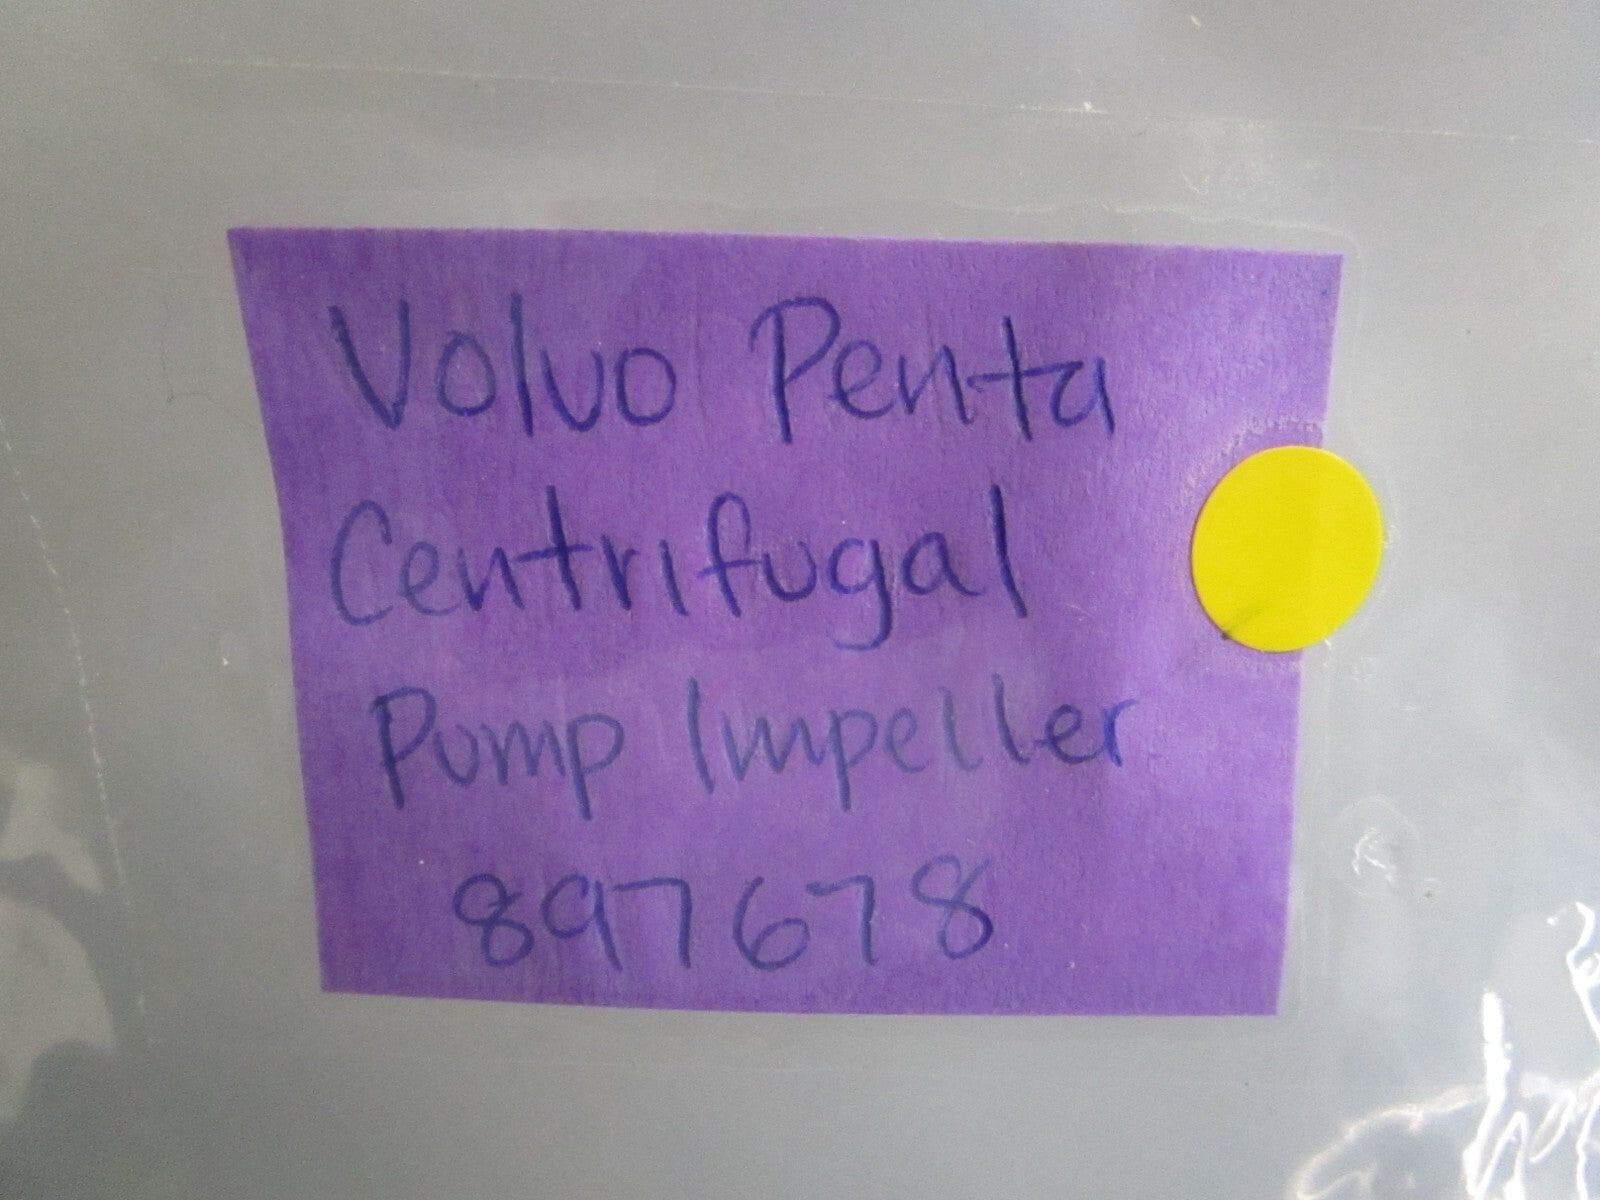 Volvo Penta
Centrifugal
Pump Impeller
897678